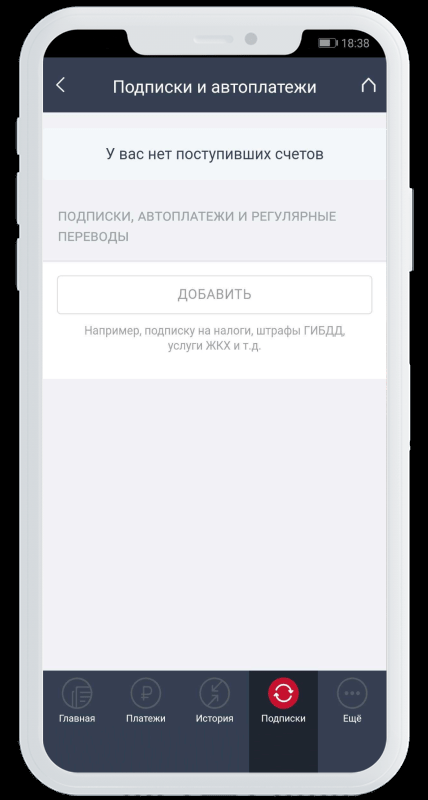 18:38
Подписки и автоплатежи
У вас нет поступивших счетов
ПОДПИСКИ, АВТОПЛАТЕЖИ И РЕГУЛЯРНЫЕ
ПЕРЕВОДЫ
ДОБАВИТЬ
Например, подписку на налоги, штрафы ГИБДД,
услуги ЖКХ и т.д.
Главная Платежи История Подписки Ещё